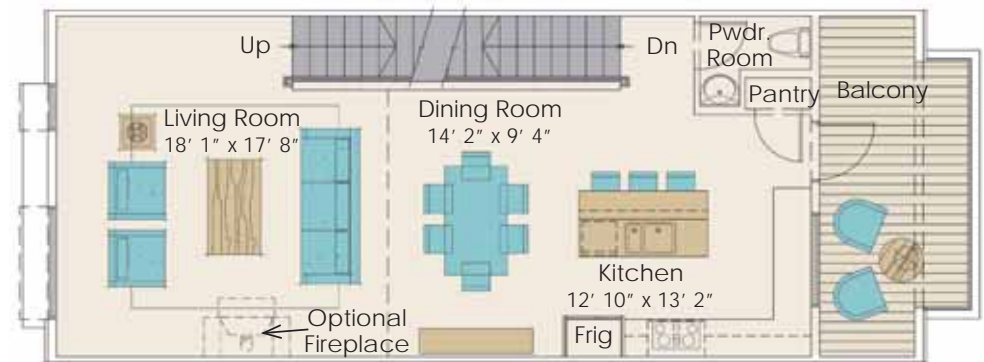 Up
Dn
Pwdr.
Room
Pantry
Balcony
Living Room
18' 1" x 17' 8"
Dining Room
14' 2" x 9' 4"
Kitchen
12' 10" x 13' 2"
Optional
Fireplace
Frig